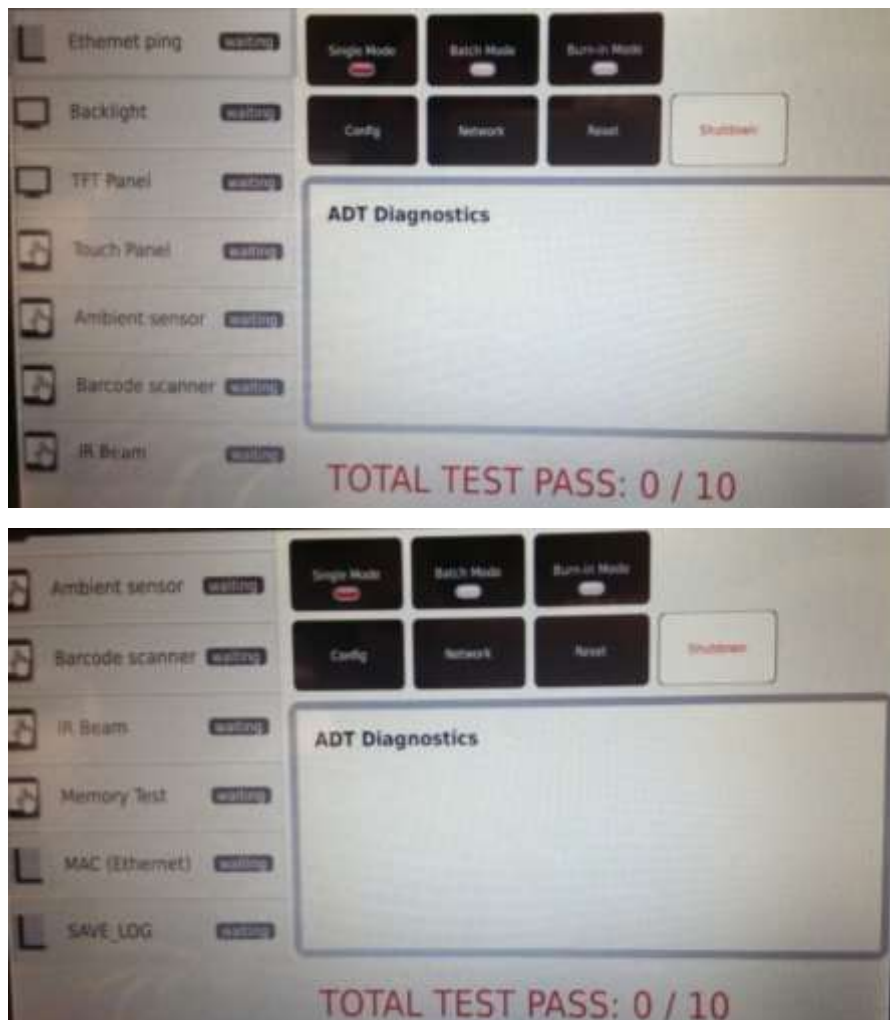 Ethernet ping waiting
Single Mode Batch Mode Burn-in Mode
Backlight waiting
Config Network Reset Shutdown
TFT Panel waiting
ADT Diagnostics
Touch Panel waiting
Ambient sensor waiting
Barcode scanner waiting
IR Beam waiting
TOTAL TEST PASS: 0 / 10
Ambient sensor waiting
Single Mode Batch Mode Burn-in Mode
Barcode scanner waiting
Config Network Reset Shutdown
IR Beam waiting
ADT Diagnostics
Memory Test waiting
MAC (Ethernet) waiting
SAVE_LOG waiting
TOTAL TEST PASS: 0 / 10